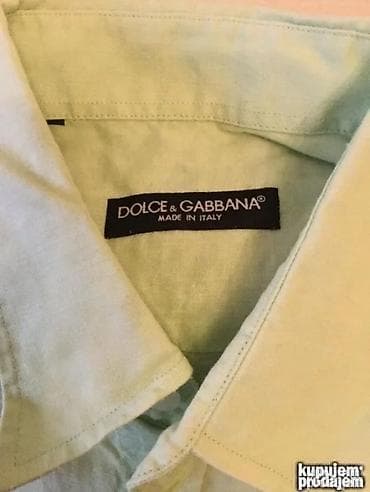 DOLCE & GABBANA®
MADE IN ITALY
kupujem
prodajem